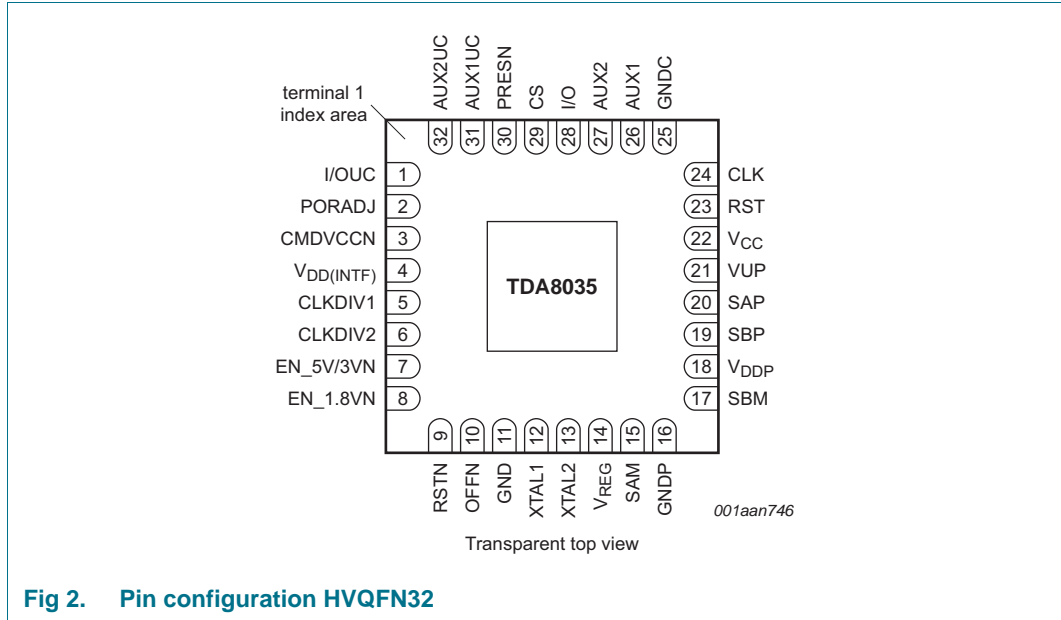 AUX2UC
AUX1UC
PRESN
CS
I/O
AUX2
AUX1
GNDC
terminal 1
index area
32
31
30
29
28
27
26
25
I/OUC 1
PORADJ 2
CMDVCCN 3
VDD(INTF) 4
CLKDIV1 5
CLKDIV2 6
EN_5V/3VN 7
EN_1.8VN 8
TDA8035
24 CLK
23 RST
22 VCC
21 VUP
20 SAP
19 SBP
18 VDDP
17 SBM
9
10
11
12
13
14
15
16
RSTN
OFFN
GND
XTAL1
XTAL2
VREG
SAM
GNDP
001aan746
Transparent top view
Fig 2. Pin configuration HVQFN32